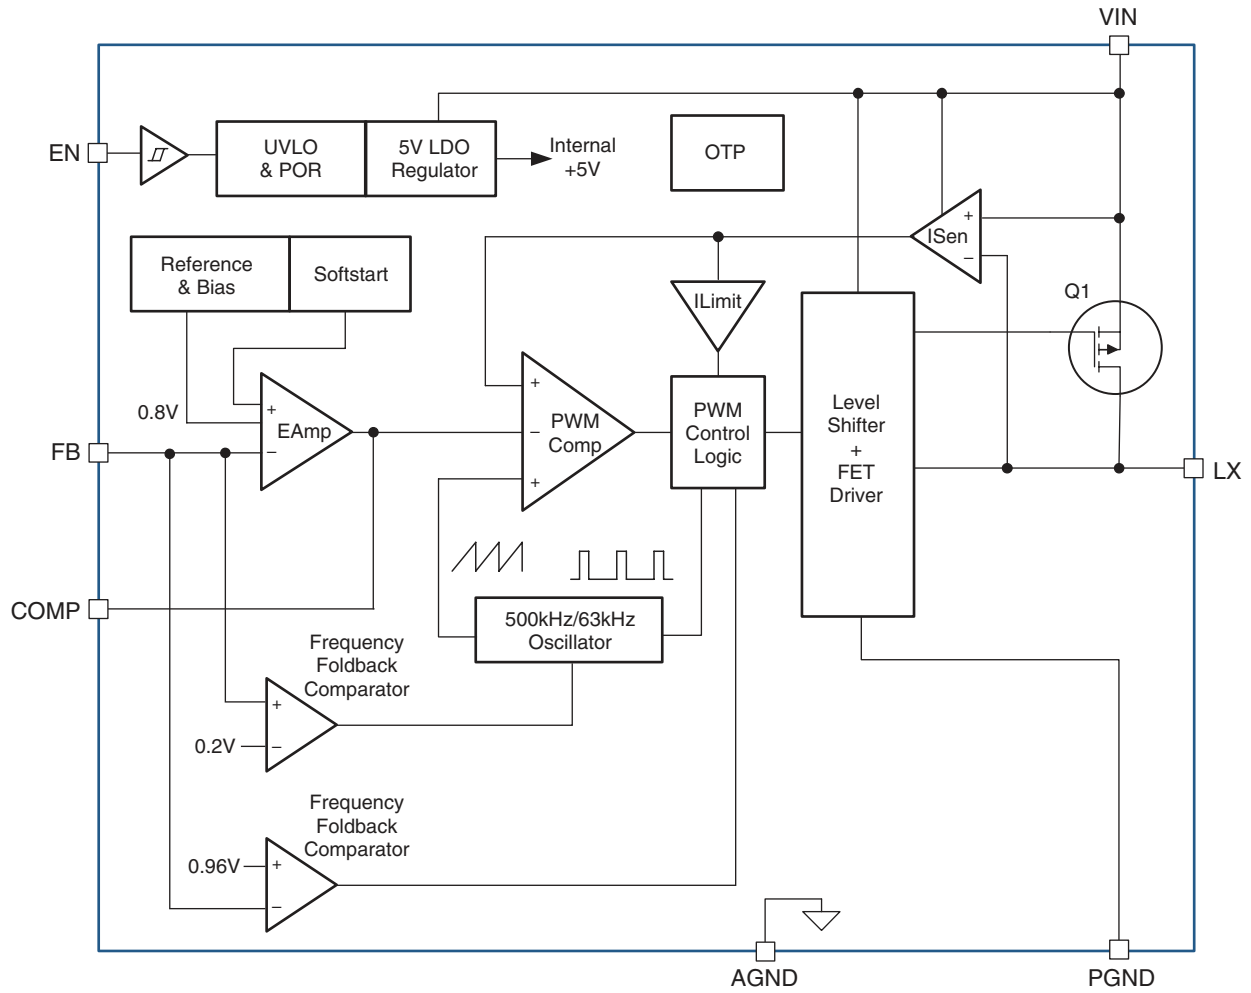 VIN
EN
UVLO
& POR
5V LDO
Regulator
Internal
+5V
OTP
Reference
& Bias
Softstart
+
ISen
−
ILimit
Q1
0.8V
+
EAmp
−
FB
+
−
PWM
Comp
+
PWM
Control
Logic
Level
Shifter
+
FET
Driver
LX
COMP
500kHz/63kHz
Oscillator
Frequency
Foldback
Comparator
+
0.2V
−
Frequency
Foldback
Comparator
0.96V
+
−
AGND
PGND